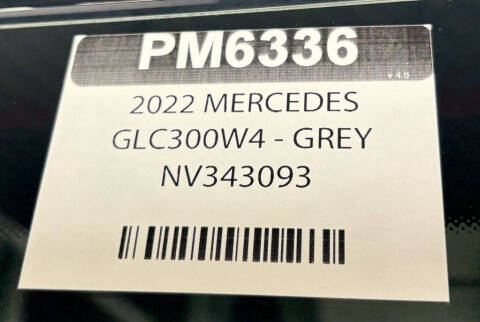 PM6336
v 4.0
2022 MERCEDES
GLC300W4 - GREY
NV343093